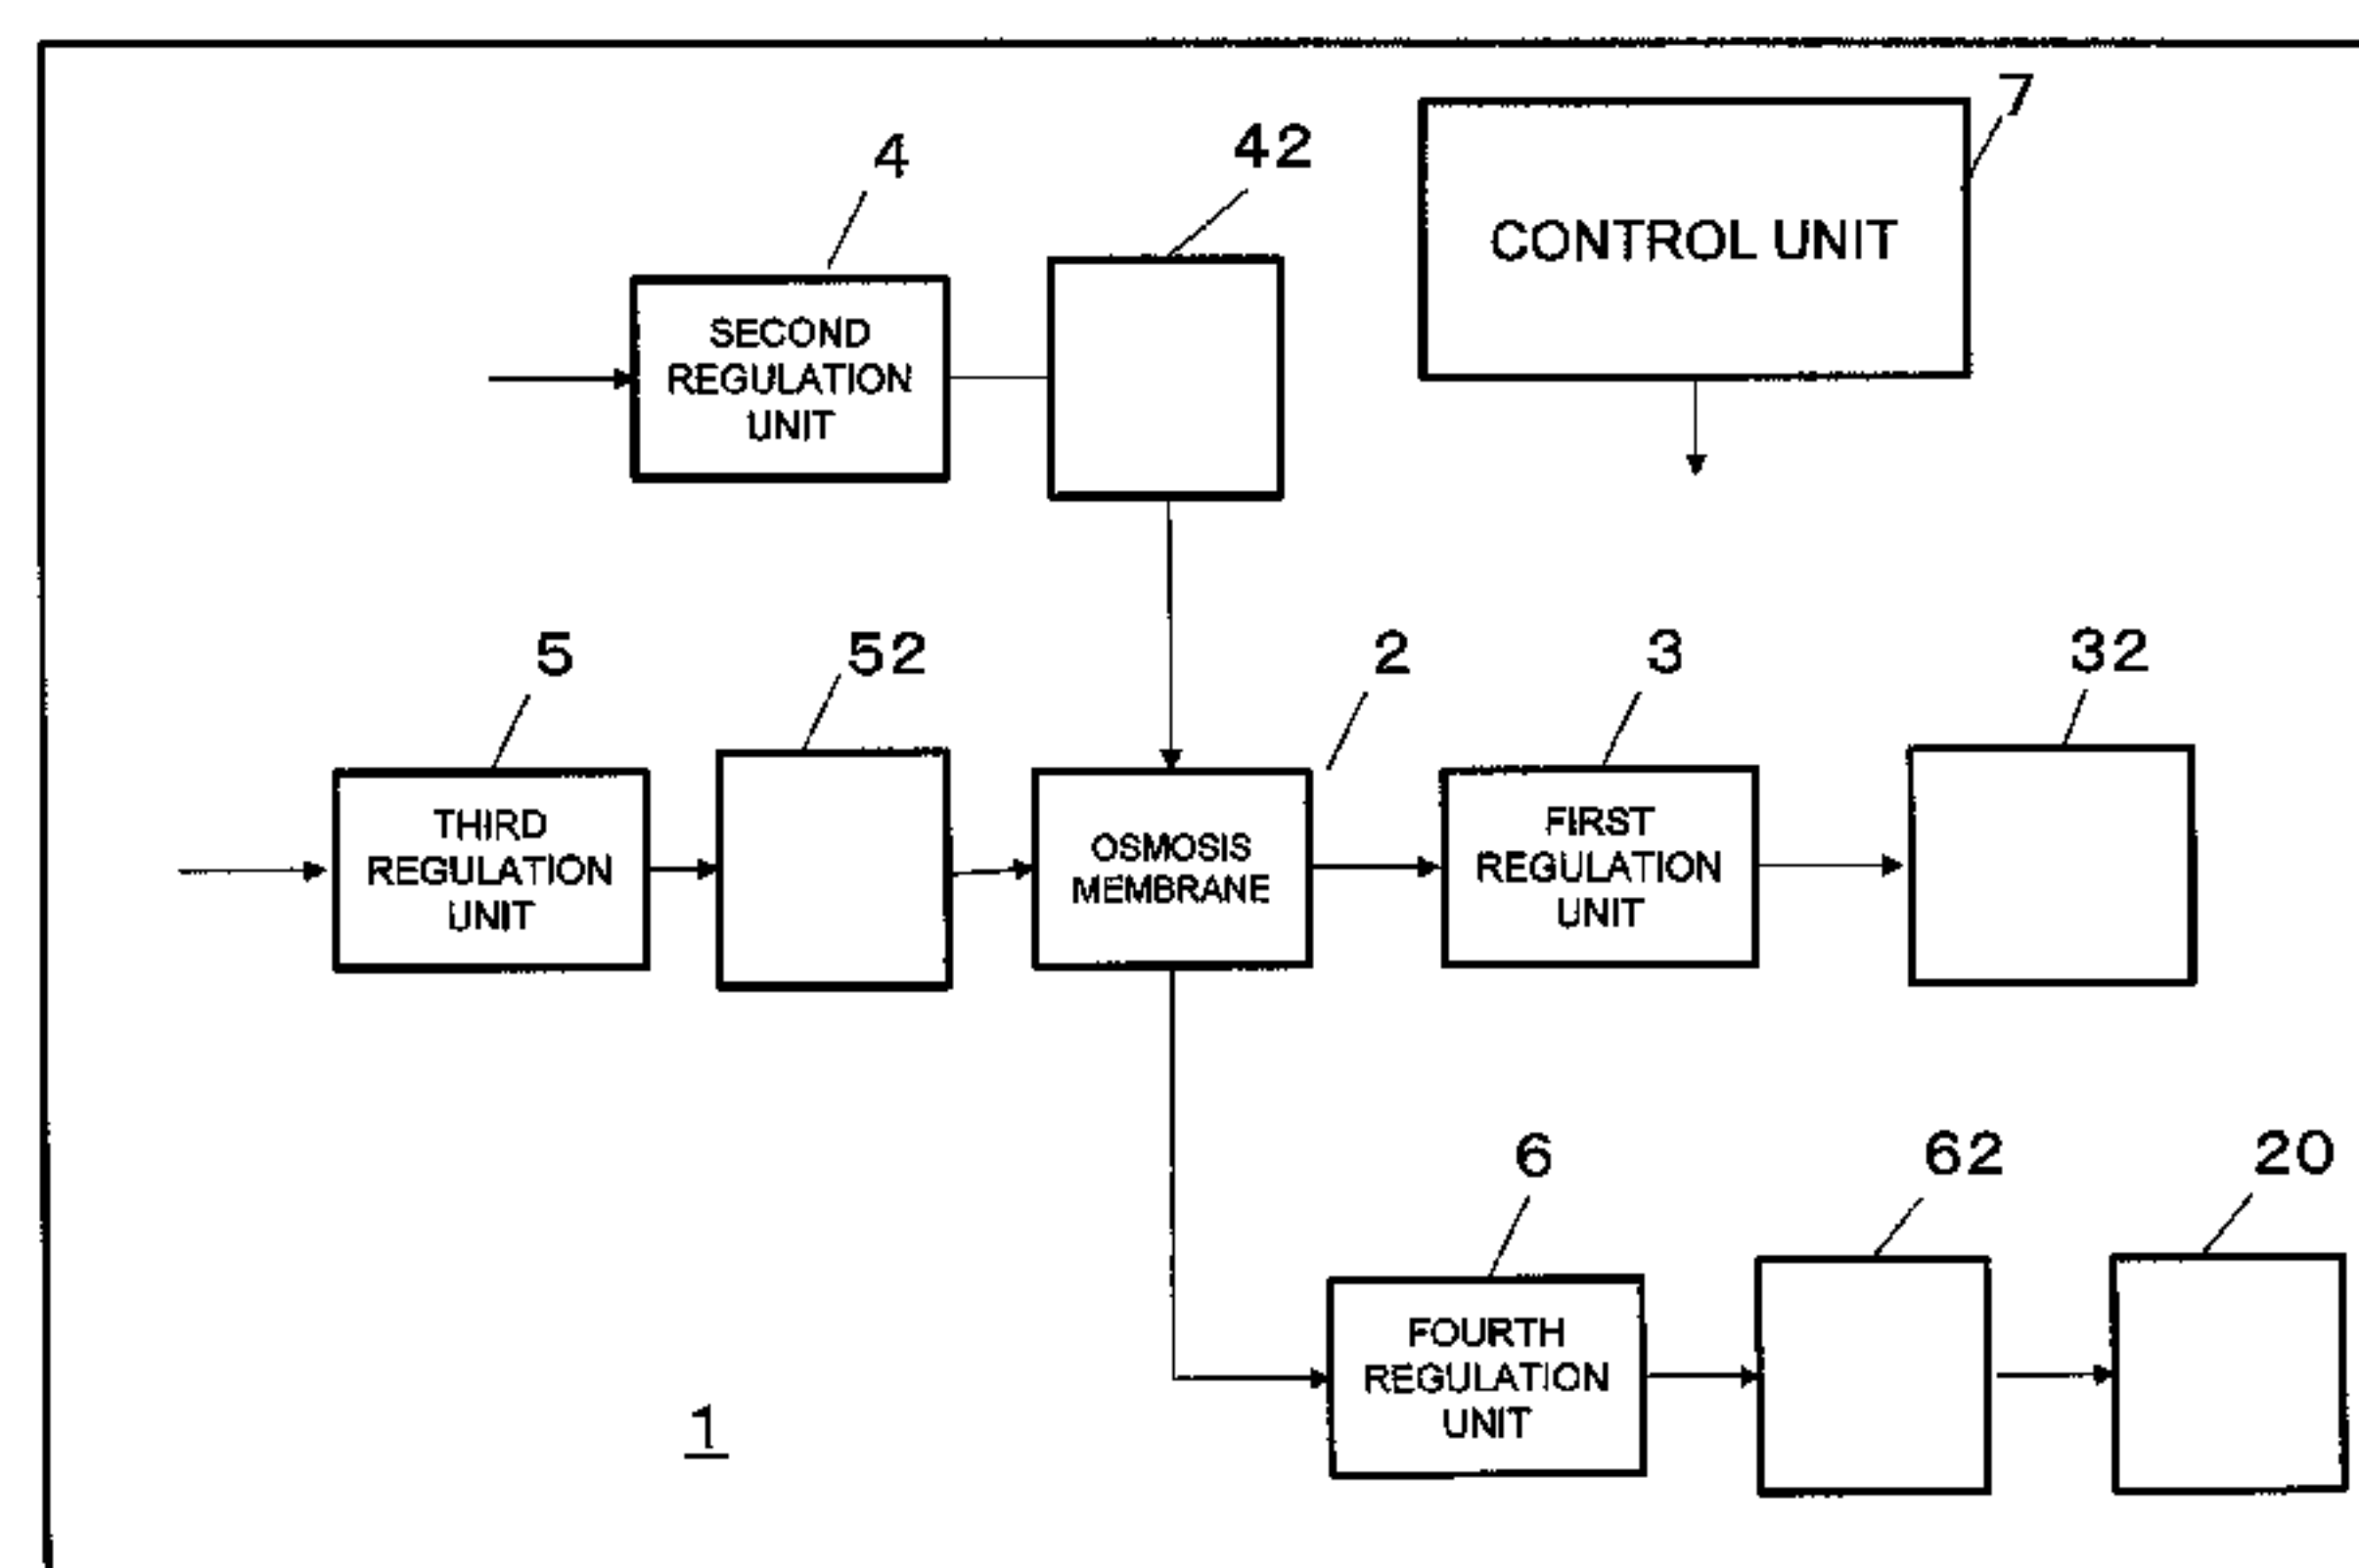 7
4
42
CONTROL UNIT
SECOND
REGULATION
UNIT
5
52
2
3
32
THIRD
REGULATION
UNIT
OSMOSIS
MEMBRANE
FIRST
REGULATION
UNIT
6
62
20
FOURTH
REGULATION
UNIT
1